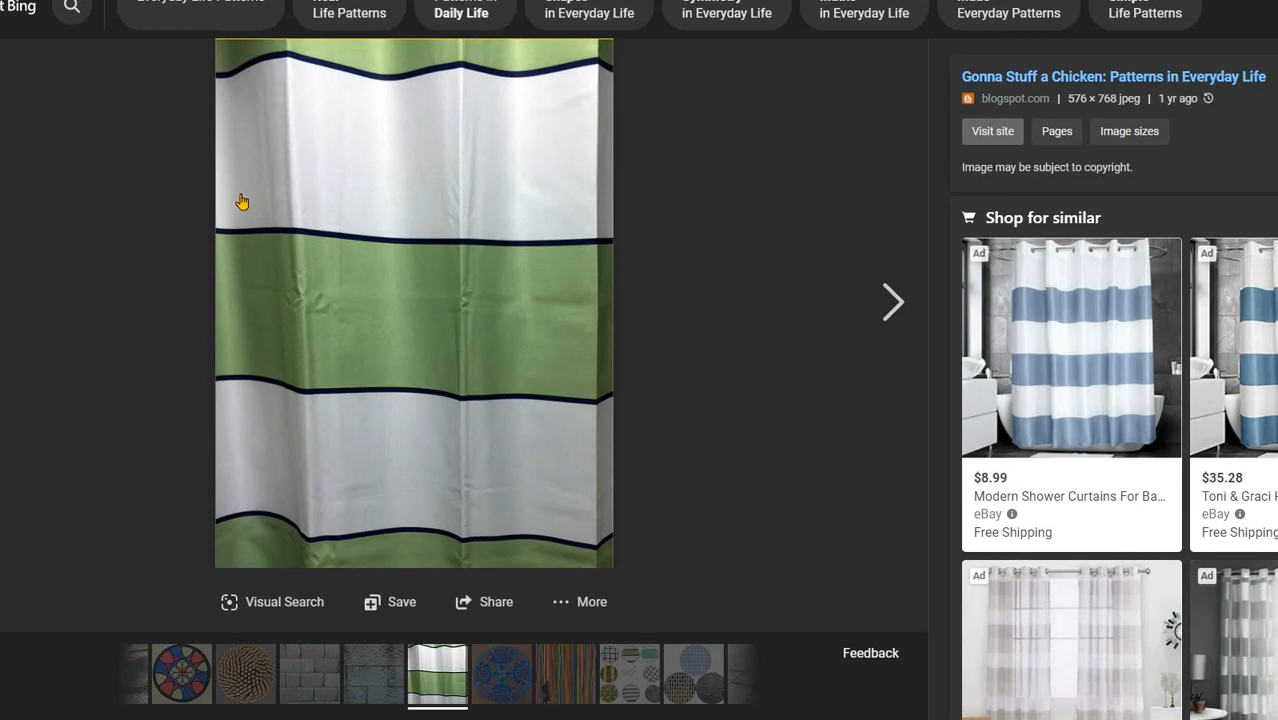 t Bing
Life Patterns
Patterns in
Daily Life
in Everyday Life
in Everyday Life
in Everyday Life
Everyday Patterns
Life Patterns
Gonna Stuff a Chicken: Patterns in Everyday Life
blogspot.com | 576 × 768 jpeg | 1 yr ago
Visit site
Pages
Image sizes
Image may be subject to copyright.
Shop for similar
Ad
Ad
$8.99
Modern Shower Curtains For Ba...
eBay
Free Shipping
$35.28
Toni & Graci H
eBay
Free Shipping
Ad
Ad
Visual Search
Save
Share
More
Feedback